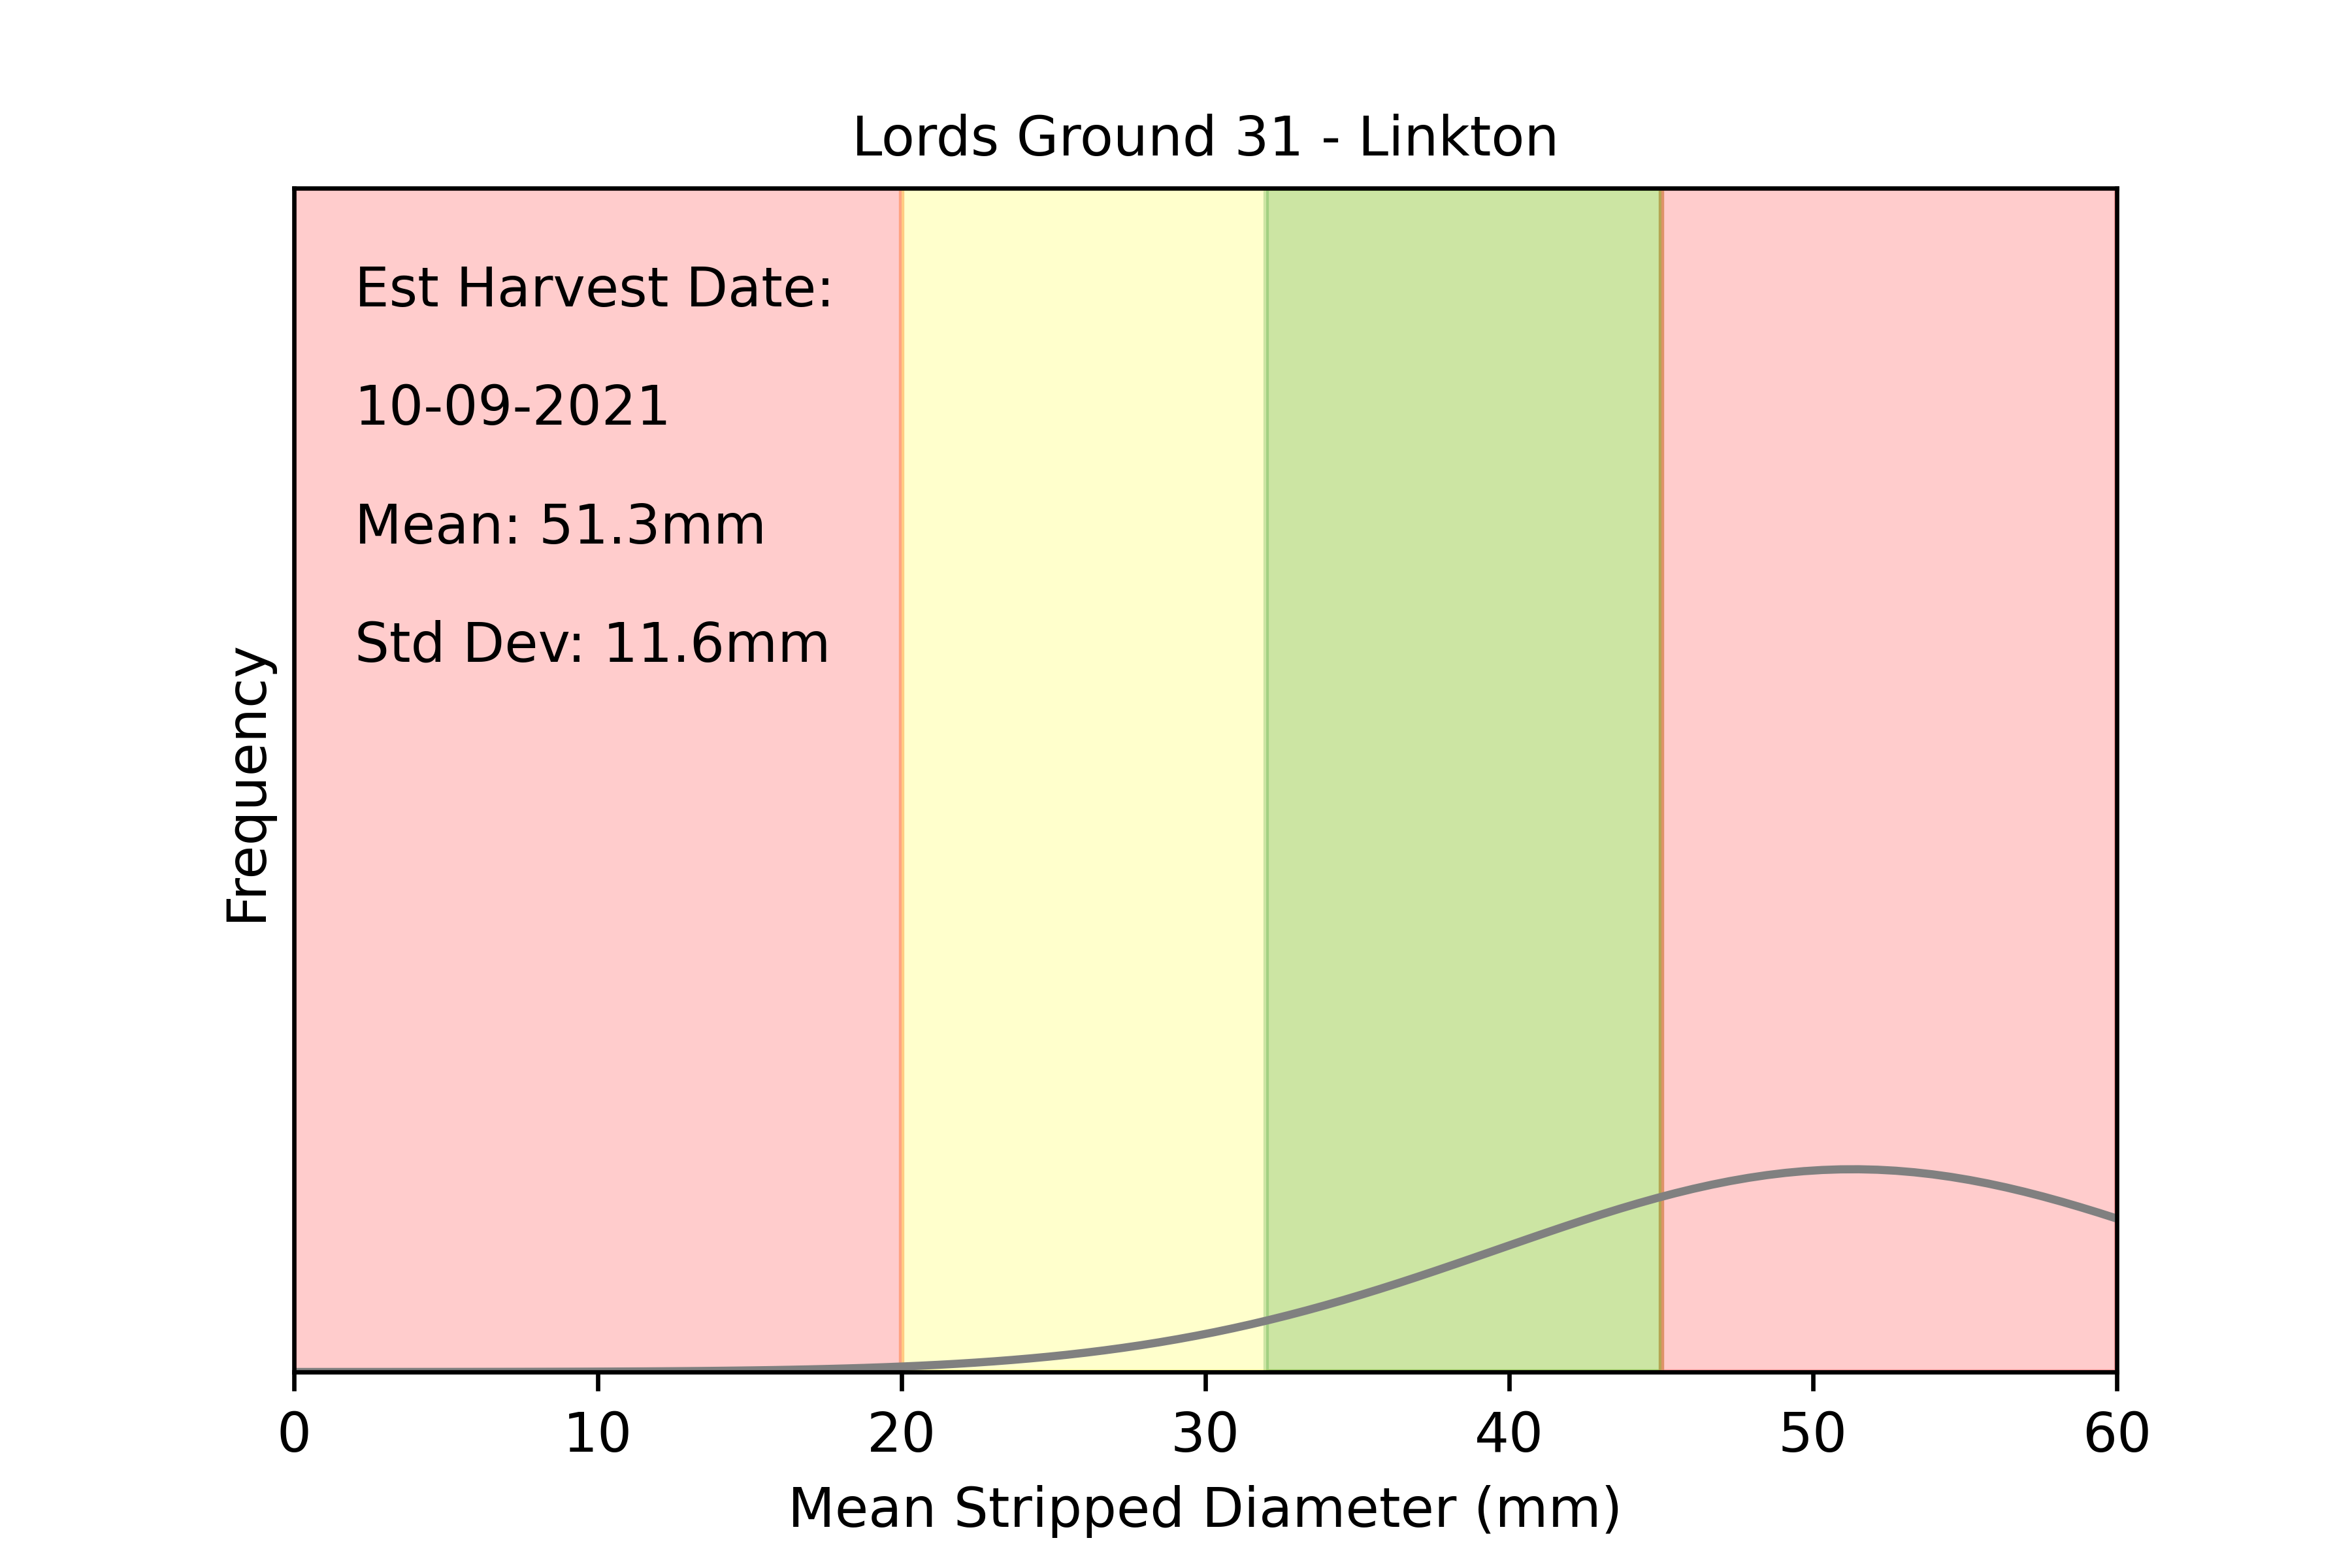 Lords Ground 31 - Linkton
Est Harvest Date:
10-09-2021
Mean: 51.3mm
Std Dev: 11.6mm
Frequency
0 10 20 30 40 50 60
Mean Stripped Diameter (mm)